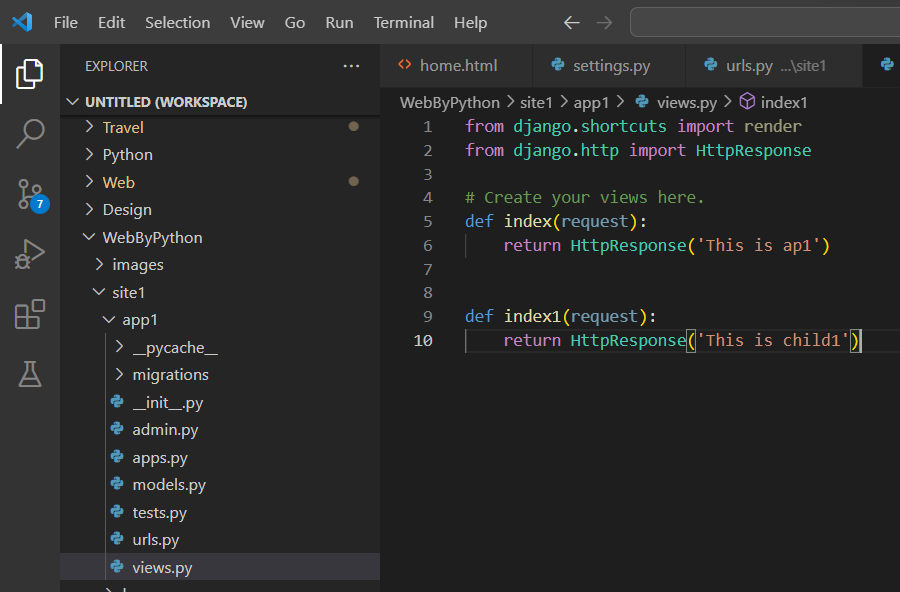 File Edit Selection View Go Run Terminal Help
EXPLORER
UNTITLED (WORKSPACE)
Travel
Python
Web
Design
WebByPython
images
site1
app1
__pycache__
migrations
__init__.py
admin.py
apps.py
models.py
tests.py
urls.py
views.py
7
home.html settings.py urls.py ...\site1
WebByPython > site1 > app1 > views.py > index1
1 from django.shortcuts import render
2 from django.http import HttpResponse
3
4 # Create your views here.
5 def index(request):
6     return HttpResponse('This is ap1')
7
8
9 def index1(request):
10     return HttpResponse('This is child1')